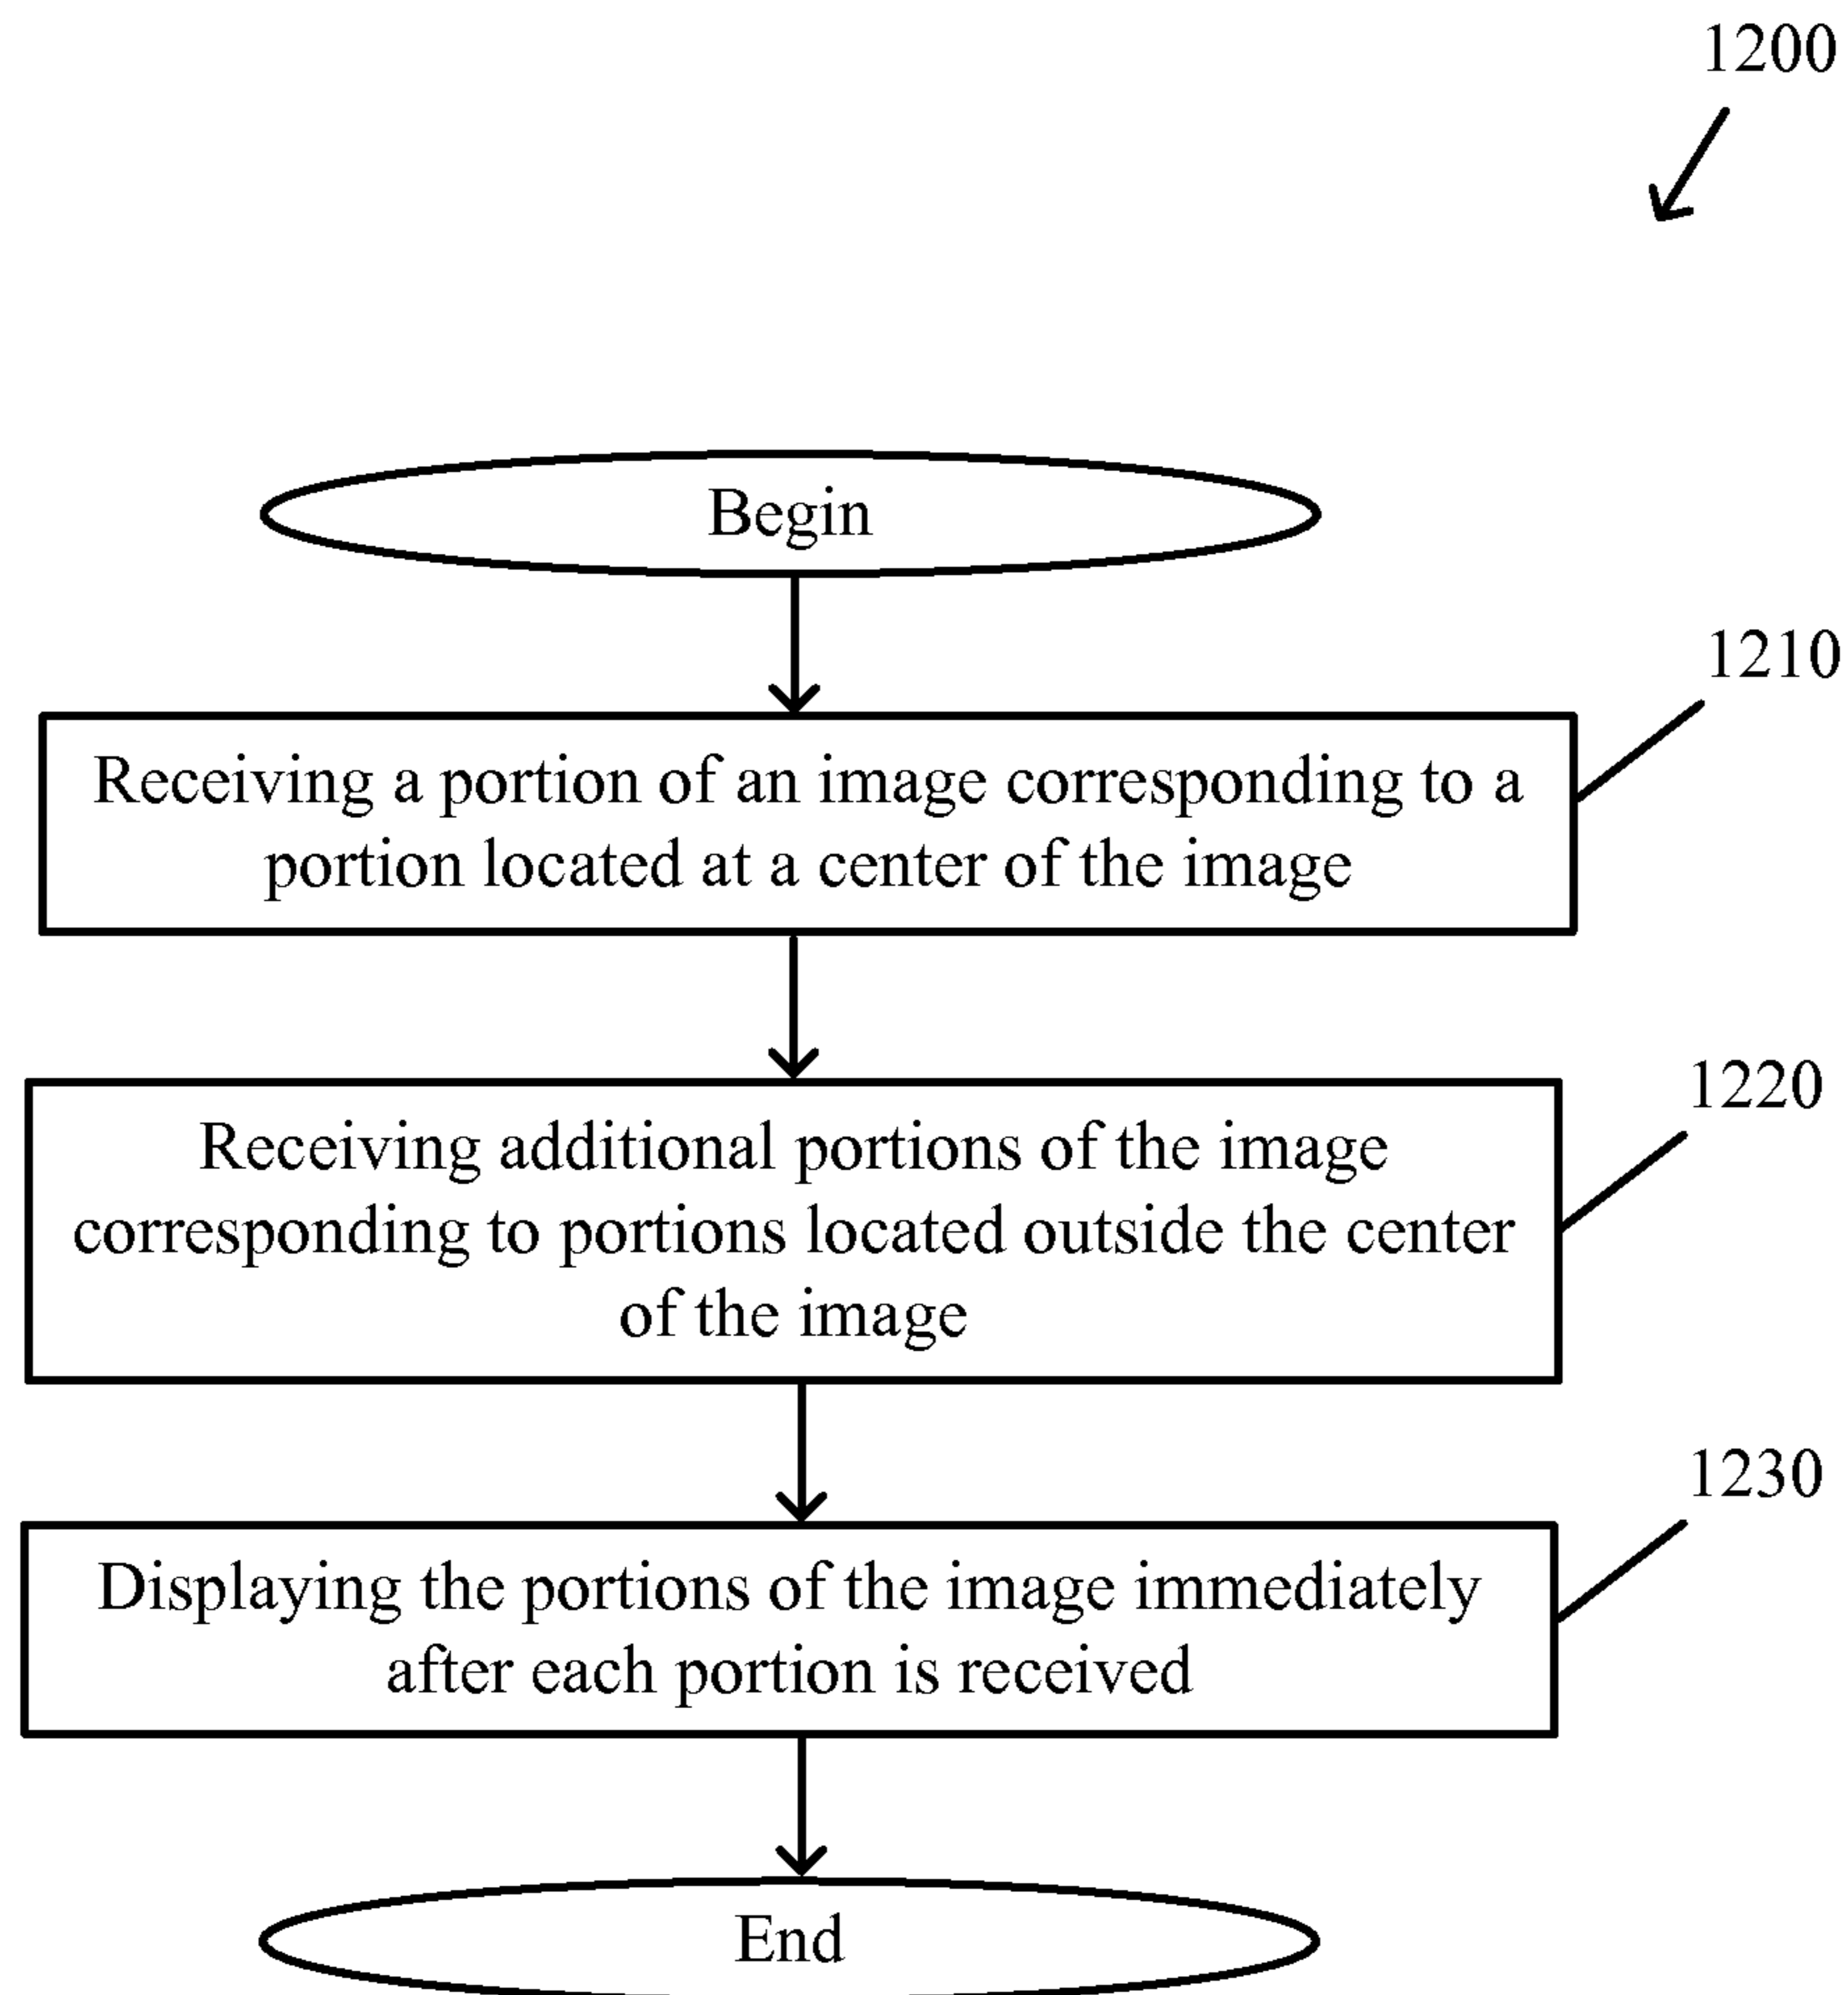 1200
Begin
1210
Receiving a portion of an image corresponding to a
portion located at a center of the image
1220
Receiving additional portions of the image
corresponding to portions located outside the center
of the image
1230
Displaying the portions of the image immediately
after each portion is received
End